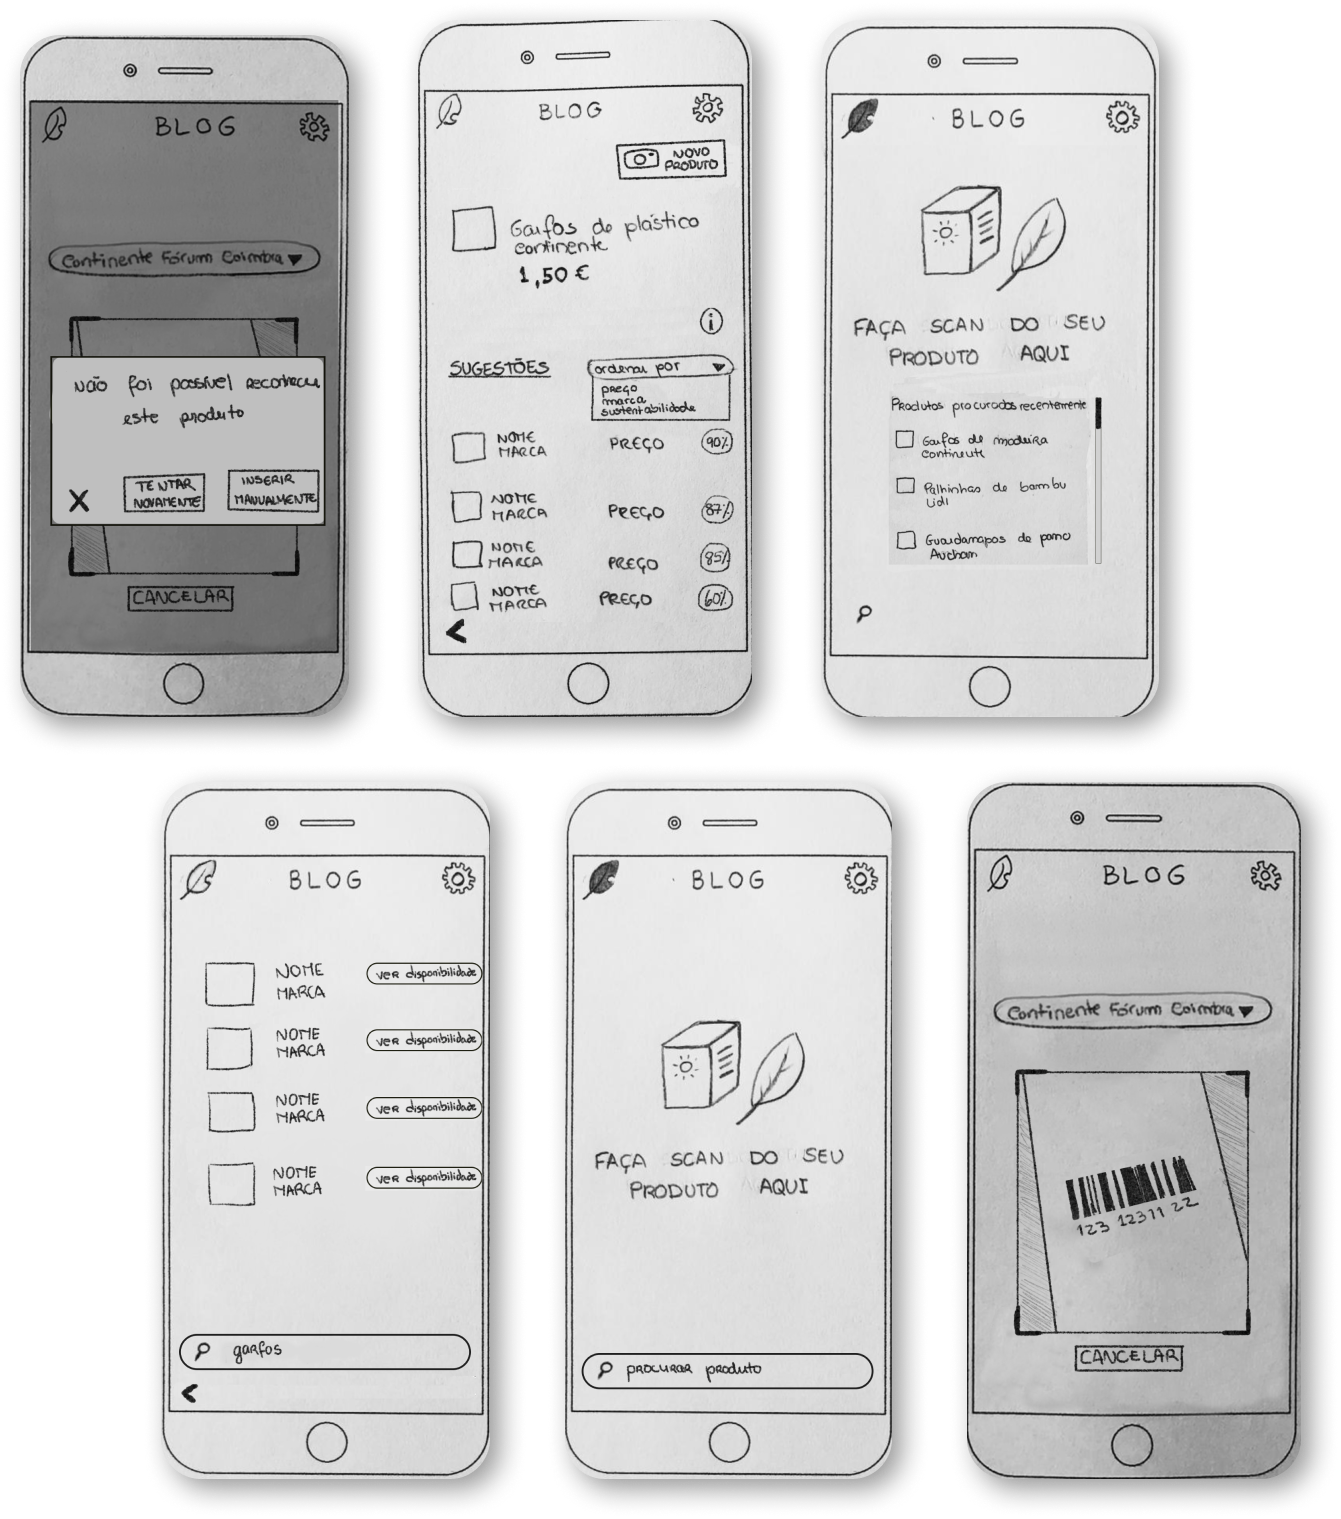 BLOG
Continente Fórum Coimbra
Não foi possível reconhecer
este produto
X
TENTAR
NOVAMENTE
INSERIR
MANUALMENTE
CANCELAR
BLOG
NOVO
PRODUTO
Garfos de plástico
continente
1,50 €
i
SUGESTÕES
ordenar por
preço
marca
sustentabilidade
NOME
MARCA
PREÇO
90%
NOME
MARCA
PREÇO
87%
NOME
MARCA
PREÇO
85%
NOME
MARCA
PREÇO
60%
BLOG
FAÇA SCAN DO SEU
PRODUTO AQUI
Produtos procurados recentemente
Garfos de madeira
continente
Palhinhas de bambu
Lidl
Guardanapos de pano
Auchan
BLOG
NOME
MARCA
ver disponibilidade
NOME
MARCA
ver disponibilidade
NOME
MARCA
ver disponibilidade
NOME
MARCA
ver disponibilidade
garfos
BLOG
FAÇA SCAN DO SEU
PRODUTO AQUI
procurar produto
BLOG
Continente Fórum Coimbra
123 12311 22
CANCELAR